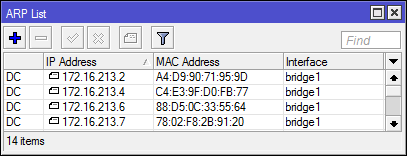 ARP List
Find
IP Address MAC Address Interface
DC 172.16.213.2 A4:D9:90:71:95:9D bridge1
DC 172.16.213.4 C4:E3:9F:D0:FB:77 bridge1
DC 172.16.213.6 88:D5:0C:33:55:64 bridge1
DC 172.16.213.7 78:02:F8:2B:91:20 bridge1
14 items